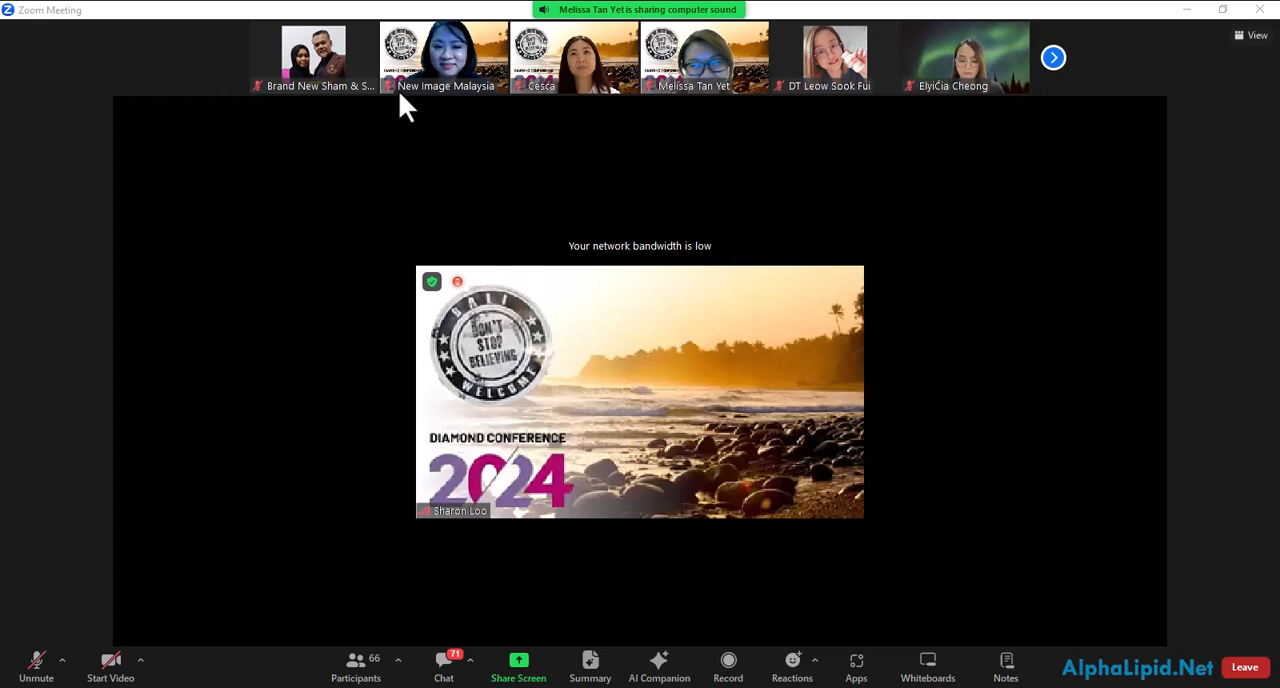 Zoom Meeting
Melissa Tan Yet is sharing computer sound
View
Brand New Sham & S...
New Image Malaysia
Cesca
Melissa Tan Yet
DT Leow Sook Fui
ElyiĆia Cheong
Your network bandwidth is low
BALI
DON'T
STOP
BELIEVING
WELCOME
DIAMOND CONFERENCE
2024
Sharon Loo
Unmute
Start Video
66
Participants
71
Chat
Share Screen
Summary
AI Companion
Record
Reactions
Apps
Whiteboards
Notes
AlphaLipid.Net
Leave